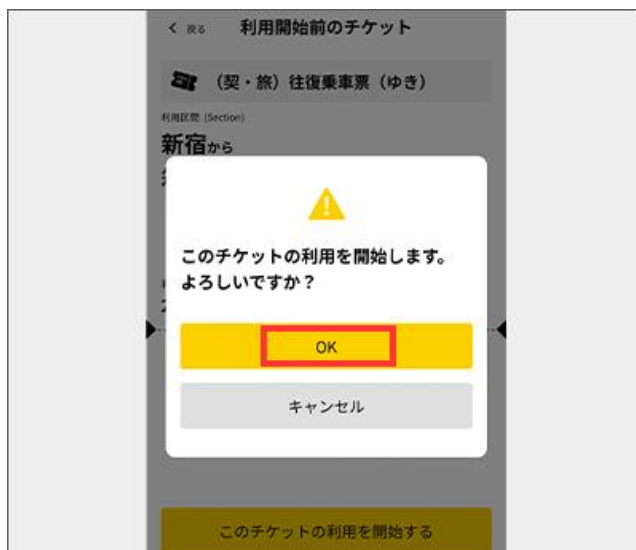 戻る
利用開始前のチケット
（契・旅）往復乗車票（ゆき）
利用区間 (Section)
新宿から
このチケットの利用を開始します。
よろしいですか？
OK
キャンセル
このチケットの利用を開始する